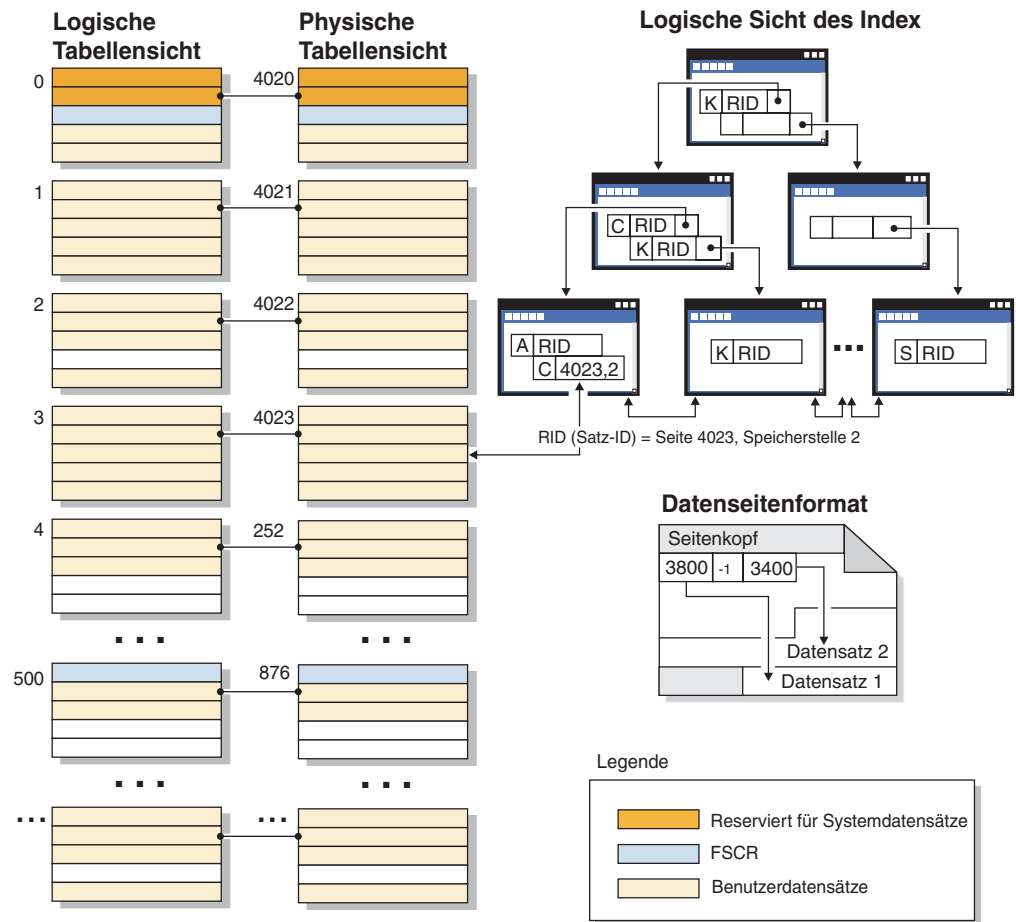 Logische
Tabellensicht
Physische
Tabellensicht
Logische Sicht des Index
0
4020
1
4021
2
4022
3
4023
4
252
500
876
...
...
K RID
C RID
K RID
A RID
C 4023,2
K RID
...
S RID
RID (Satz-ID) = Seite 4023, Speicherstelle 2
Datenseitenformat
Seitenkopf
3800 -1 3400
Datensatz 2
Datensatz 1
... ...
... ...
Legende
Reserviert für Systemdatensätze
FSCR
Benutzerdatensätze